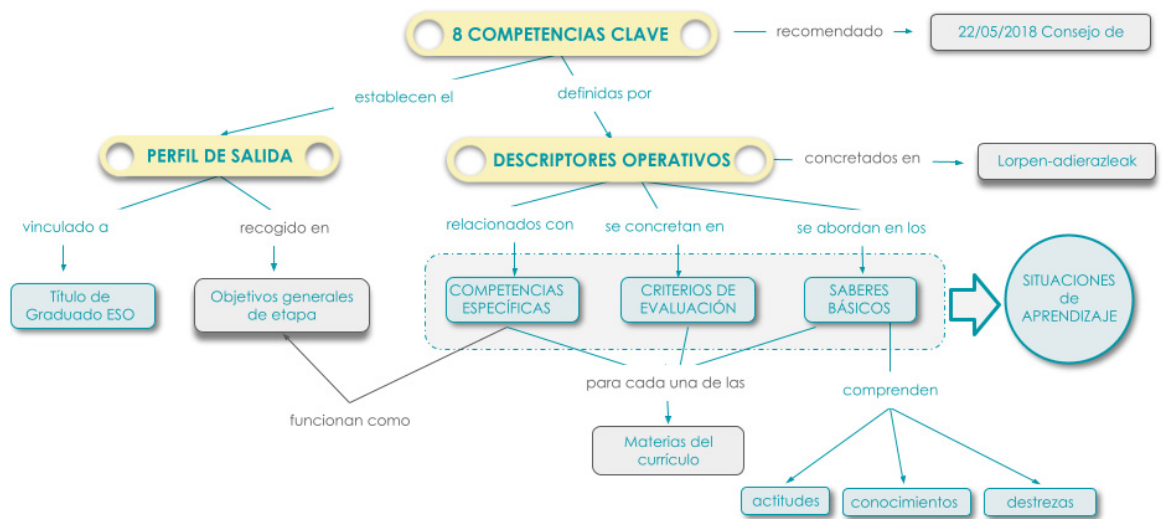 8 COMPETENCIAS CLAVE
recomendado
22/05/2018 Consejo de
establecen el
definidas por
PERFIL DE SALIDA
DESCRIPTORES OPERATIVOS
concretados en
Lorpen-adierazleak
vinculado a
recogido en
relacionados con
se concretan en
se abordan en los
Título de
Graduado ESO
Objetivos generales
de etapa
COMPETENCIAS
ESPECÍFICAS
CRITERIOS DE
EVALUACIÓN
SABERES
BÁSICOS
SITUACIONES
de
APRENDIZAJE
para cada una de las
comprenden
funcionan como
Materias del
currículo
actitudes
conocimientos
destrezas